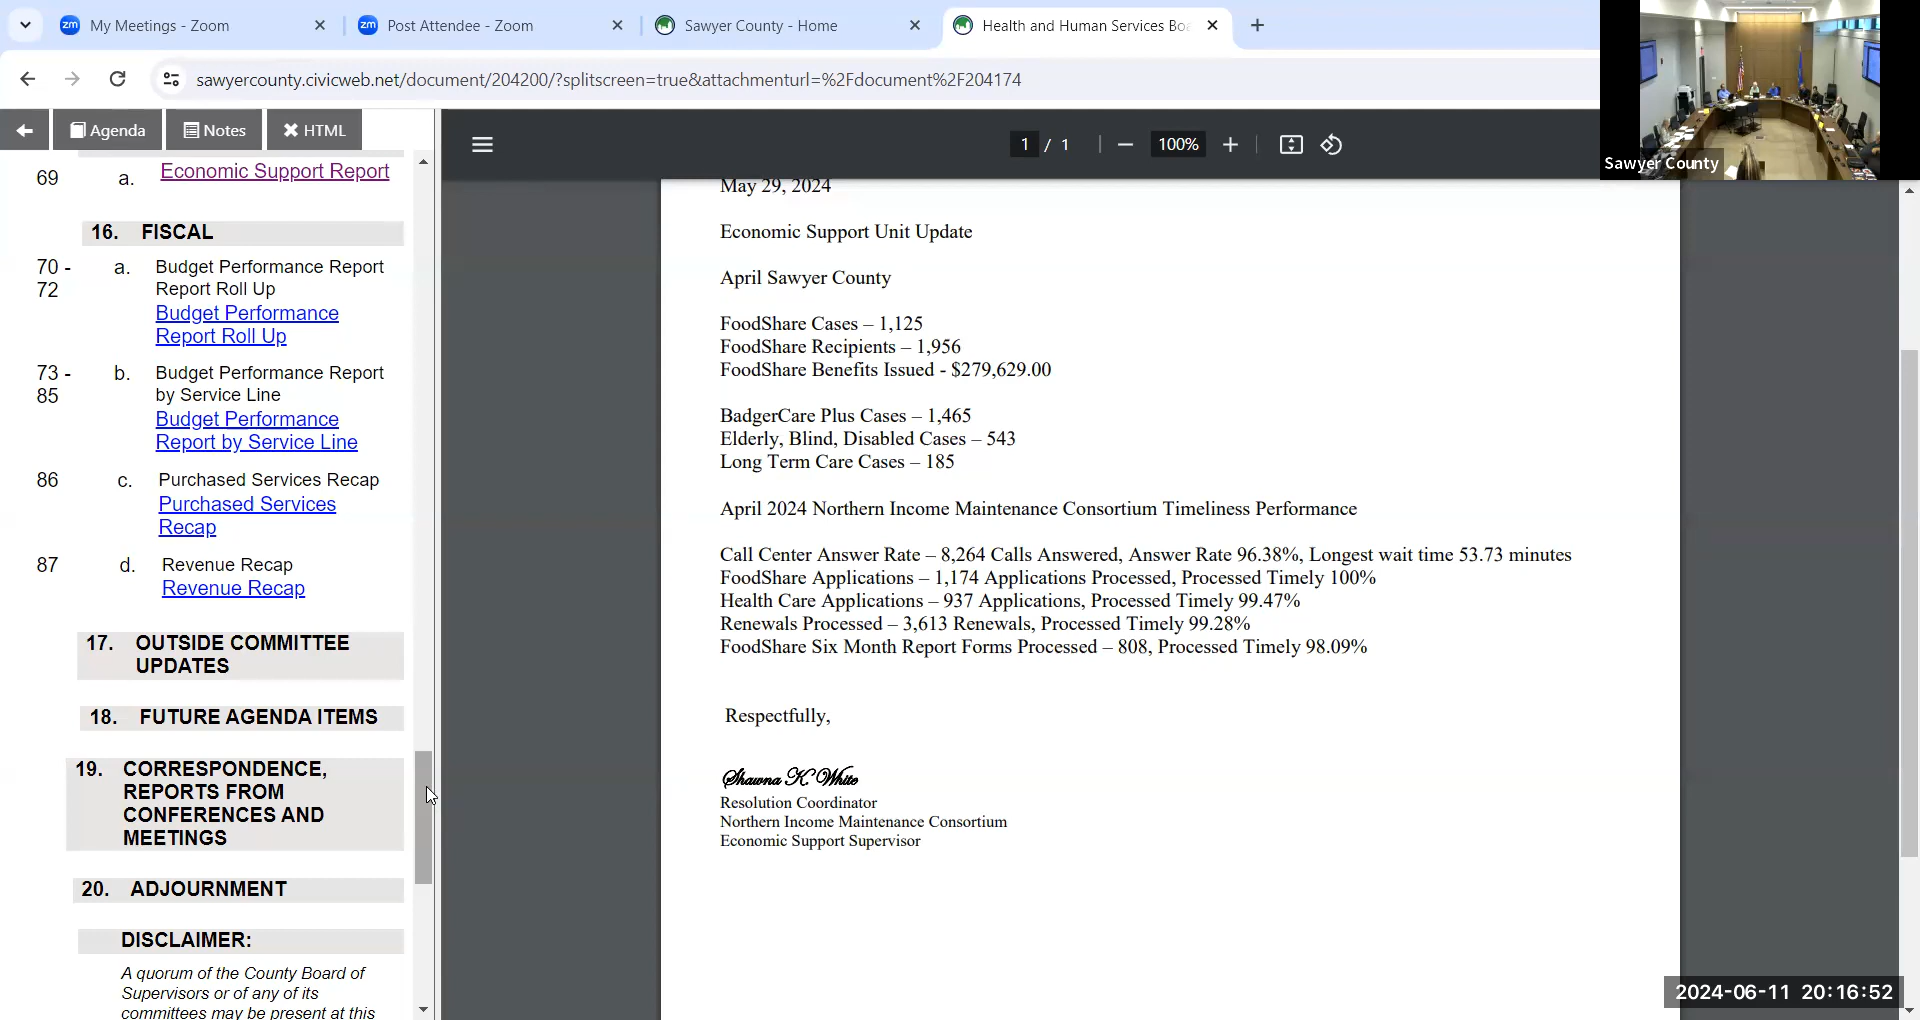 My Meetings - Zoom
Post Attendee - Zoom
Sawyer County - Home
Health and Human Services Boa
sawyercounty.civicweb.net/document/204200/?splitscreen=true&attachmenturl=%2Fdocument%2F204174
Agenda
Notes
HTML
1 / 1
100%
Sawyer County
69 a. Economic Support Report
16. FISCAL
70 - 72 a. Budget Performance Report
Report Roll Up
Budget Performance
Report Roll Up
73 - 85 b. Budget Performance Report
by Service Line
Budget Performance
Report by Service Line
86 c. Purchased Services Recap
Purchased Services
Recap
87 d. Revenue Recap
Revenue Recap
17. OUTSIDE COMMITTEE
UPDATES
18. FUTURE AGENDA ITEMS
19. CORRESPONDENCE,
REPORTS FROM
CONFERENCES AND
MEETINGS
20. ADJOURNMENT
DISCLAIMER:
A quorum of the County Board of
Supervisors or of any of its
committees may be present at this
May 29, 2024
Economic Support Unit Update
April Sawyer County
FoodShare Cases – 1,125
FoodShare Recipients – 1,956
FoodShare Benefits Issued - $279,629.00
BadgerCare Plus Cases – 1,465
Elderly, Blind, Disabled Cases – 543
Long Term Care Cases – 185
April 2024 Northern Income Maintenance Consortium Timeliness Performance
Call Center Answer Rate – 8,264 Calls Answered, Answer Rate 96.38%, Longest wait time 53.73 minutes
FoodShare Applications – 1,174 Applications Processed, Processed Timely 100%
Health Care Applications – 937 Applications, Processed Timely 99.47%
Renewals Processed – 3,613 Renewals, Processed Timely 99.28%
FoodShare Six Month Report Forms Processed – 808, Processed Timely 98.09%
Respectfully,
Shawna K. White
Resolution Coordinator
Northern Income Maintenance Consortium
Economic Support Supervisor
2024-06-11 20:16:52